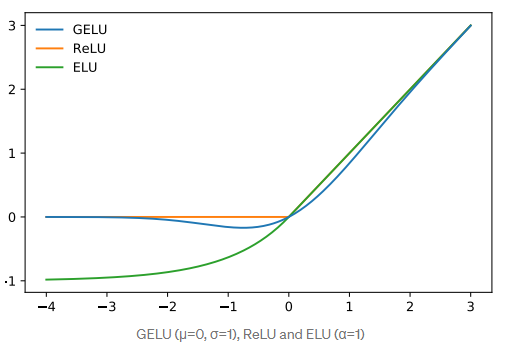 3
GELU
ReLU
ELU
2
1
0
-1
−4 −3 −2 −1 0 1 2 3
GELU (μ=0, σ=1), ReLU and ELU (α=1)